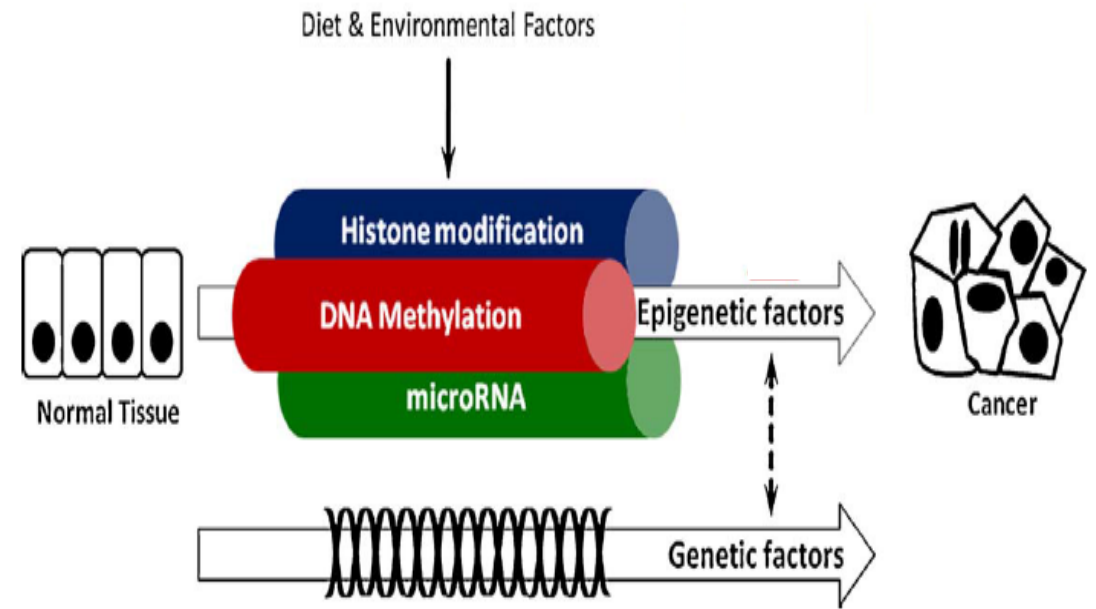 Diet & Environmental Factors
Histone modification
DNA Methylation
Epigenetic factors
microRNA
Normal Tissue
Cancer
Genetic factors